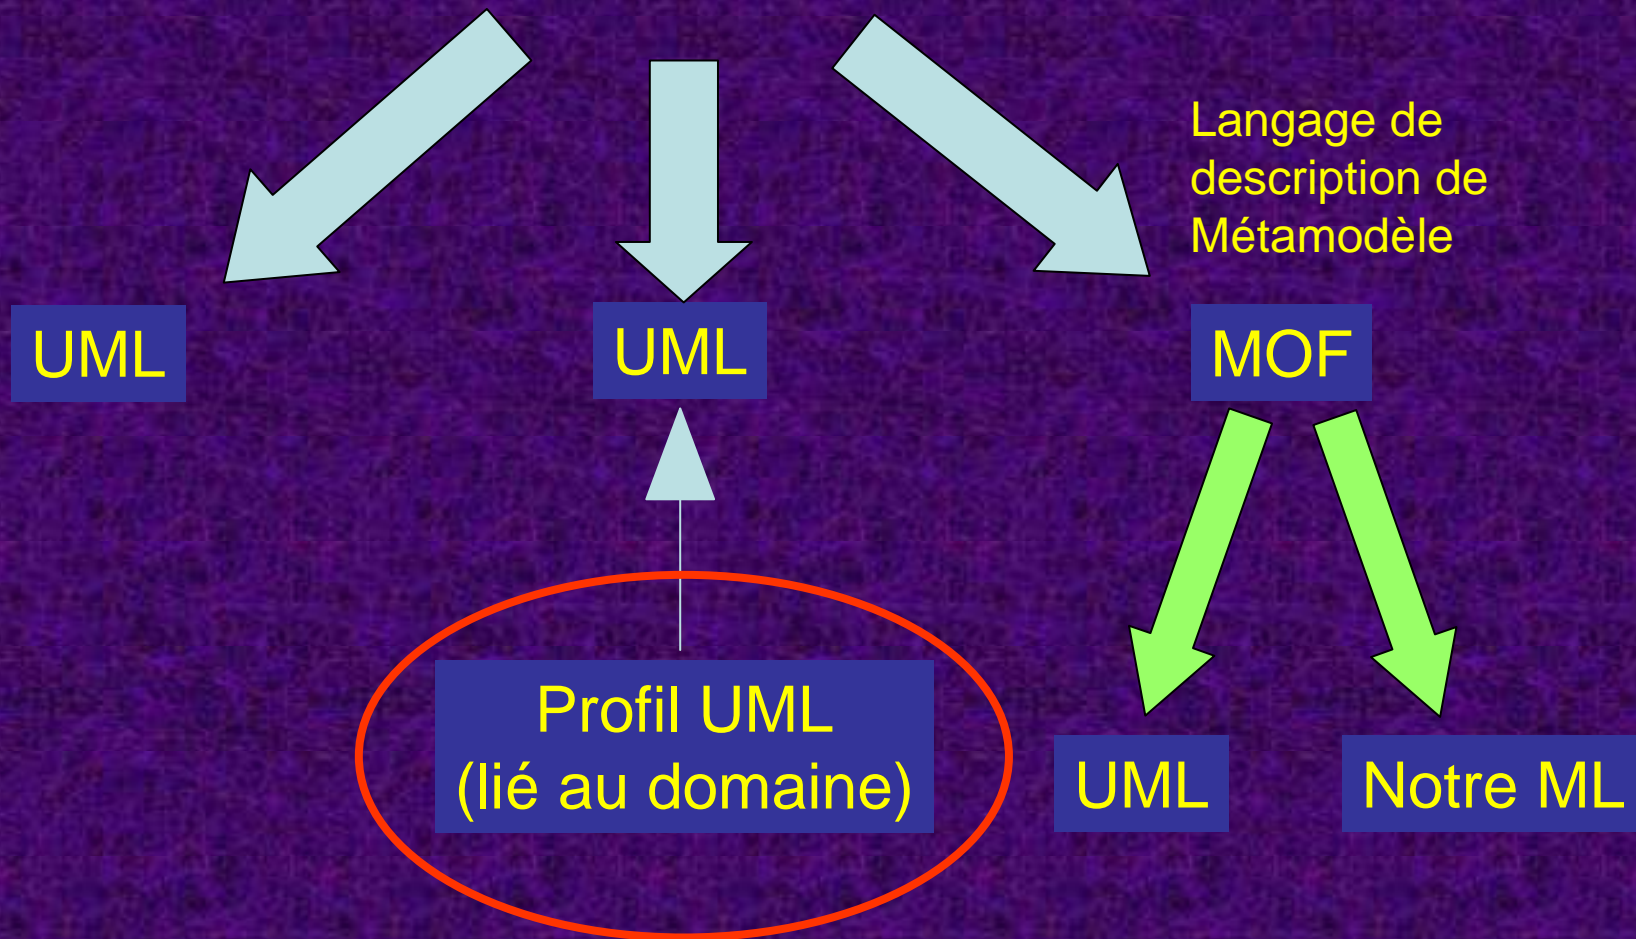 Langage de
description de
Métamodèle
UML
UML
MOF
Profil UML
(lié au domaine)
UML
Notre ML